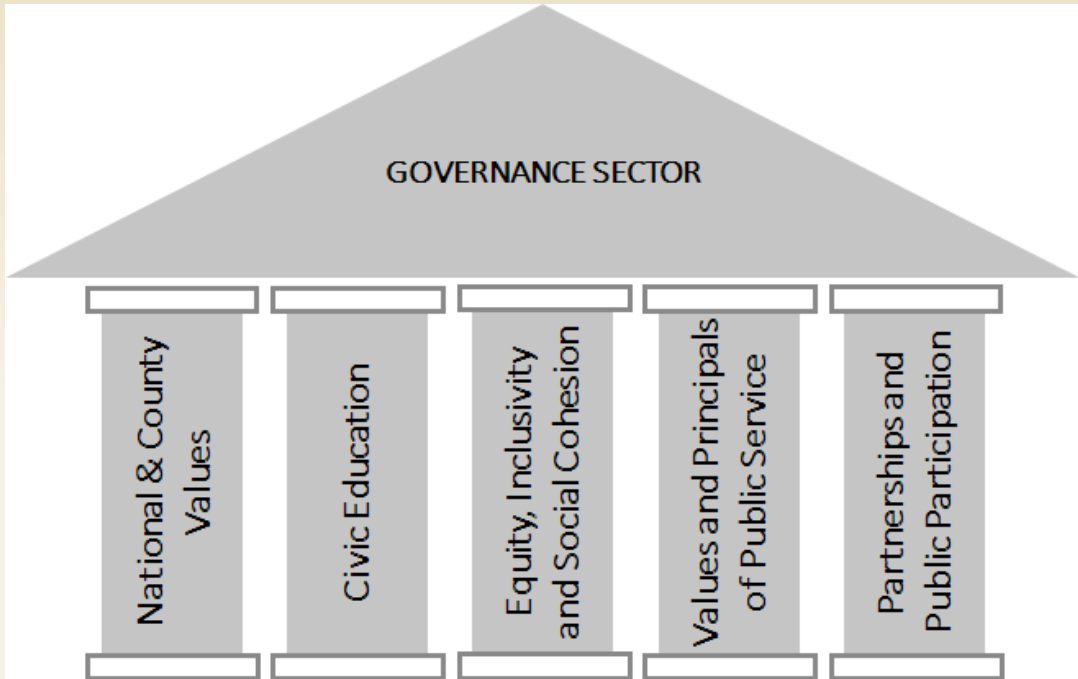 GOVERNANCE SECTOR
National & County
Values
Civic Education
Equity, Inclusivity
and Social Cohesion
Values and Principals
of Public Service
Partnerships and
Public Participation